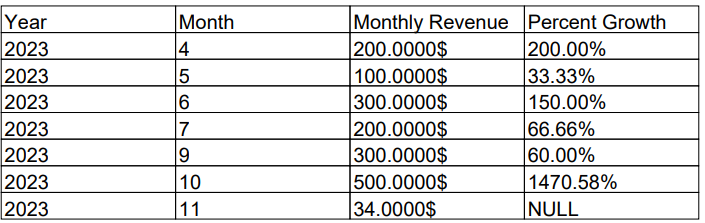 Year Month Monthly Revenue Percent Growth
2023 4 200.0000$ 200.00%
2023 5 100.0000$ 33.33%
2023 6 300.0000$ 150.00%
2023 7 200.0000$ 66.66%
2023 9 300.0000$ 60.00%
2023 10 500.0000$ 1470.58%
2023 11 34.0000$ NULL